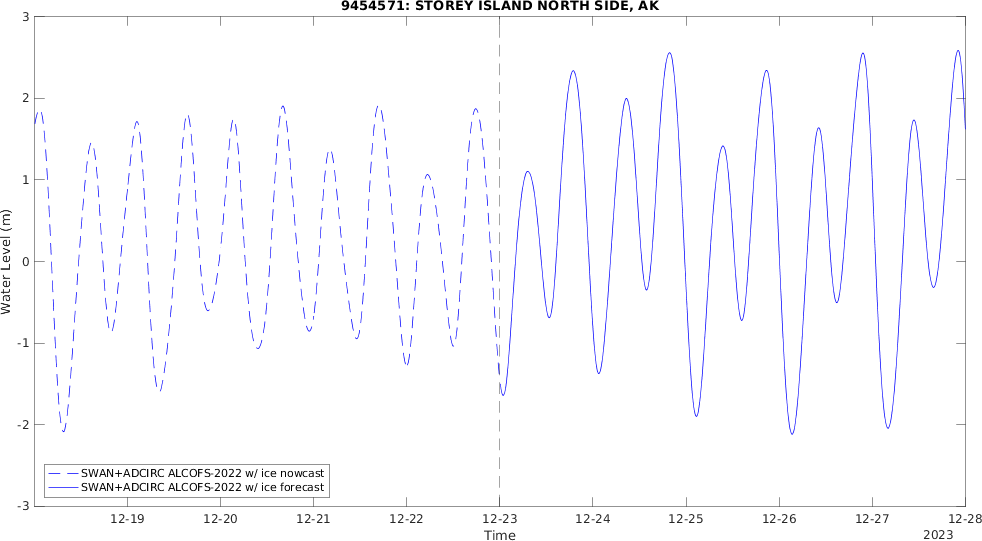 9454571: STOREY ISLAND NORTH SIDE, AK
3
2
1
0
-1
-2
-3
Water Level (m)
SWAN+ADCIRC ALCOFS-2022 w/ ice nowcast
SWAN+ADCIRC ALCOFS-2022 w/ ice forecast
12-19 12-20 12-21 12-22 12-23 12-24 12-25 12-26 12-27 12-28
Time
2023